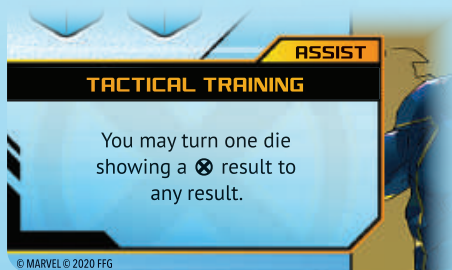 ASSIST
TACTICAL TRAINING
You may turn one die
showing a ⊗ result to
any result.
© MARVEL © 2020 FFG